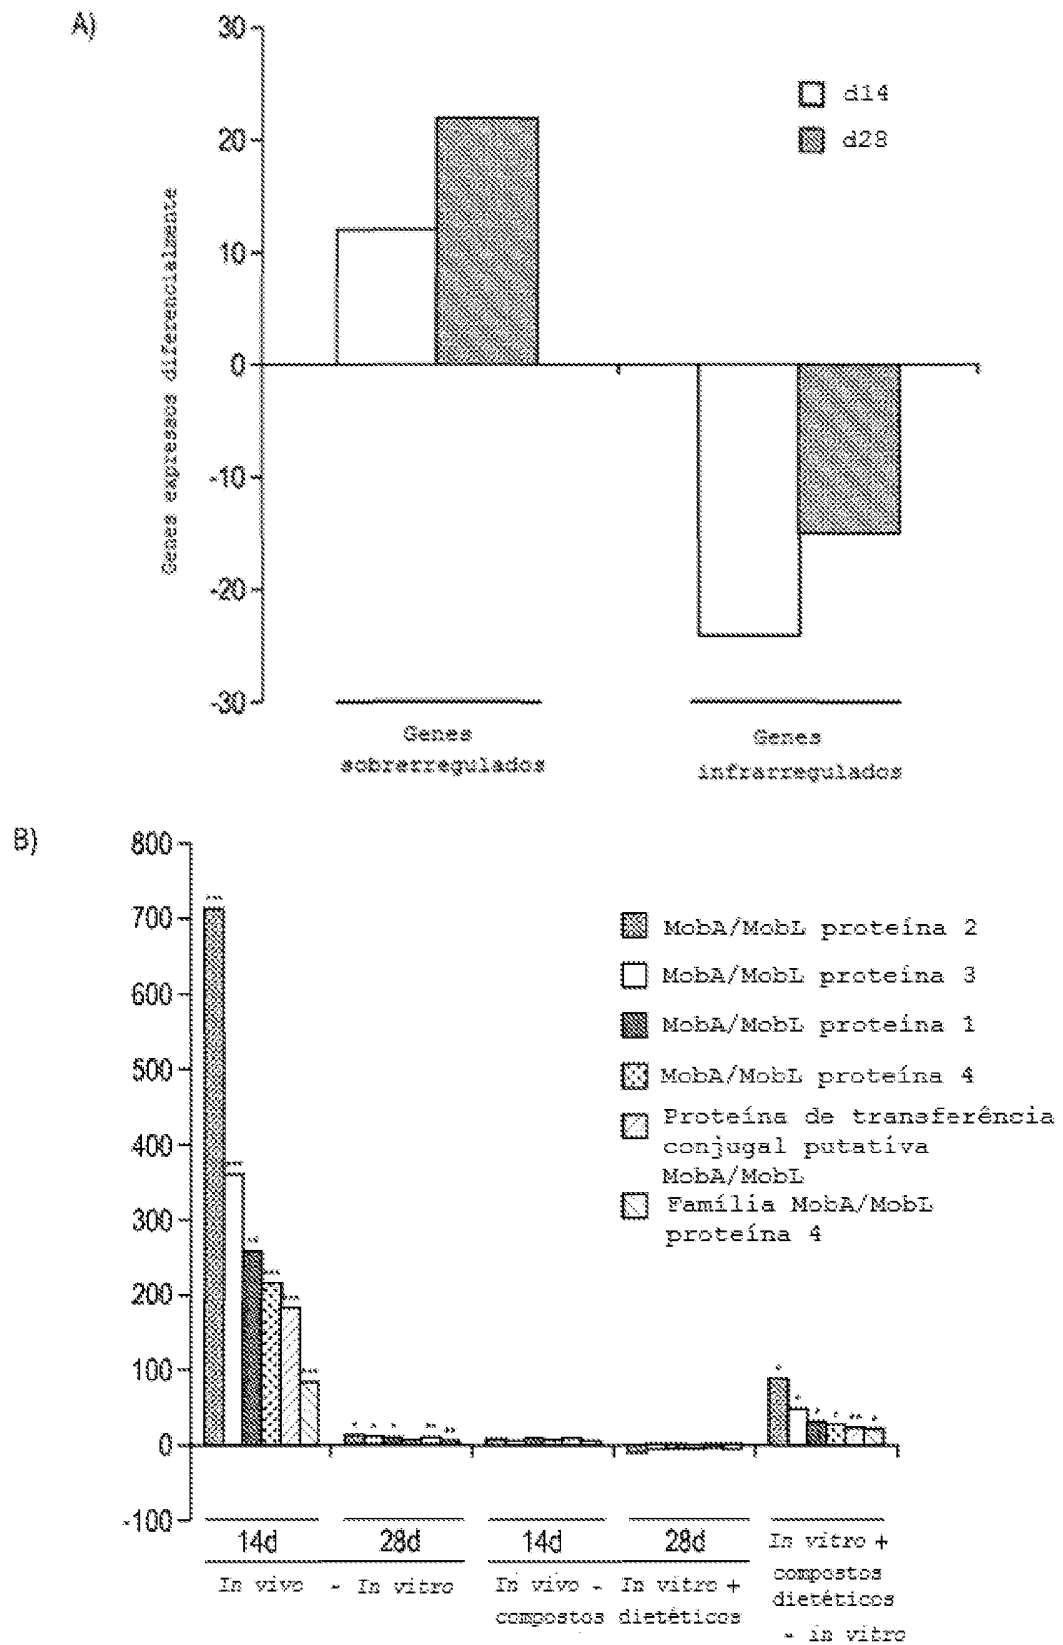 A)
30
20
10
0
-10
-20
-30
Genes expressos diferencialmente
d14
d28
Genes
sobrerregulados
Genes
infrarregulados
B)
800
700
600
500
400
300
200
100
0
-100
MobA/MobL proteína 2
MobA/MobL proteína 3
MobA/MobL proteína 1
MobA/MobL proteína 4
Proteína de transferência
conjugal putativa
MobA/MobL
Família MobA/MobL
proteína 4
14d
28d
14d
28d
In vivo - In vitro
In vivo - In vitro +
compostos dietéticos
In vitro +
compostos
dietéticos
- in vitro